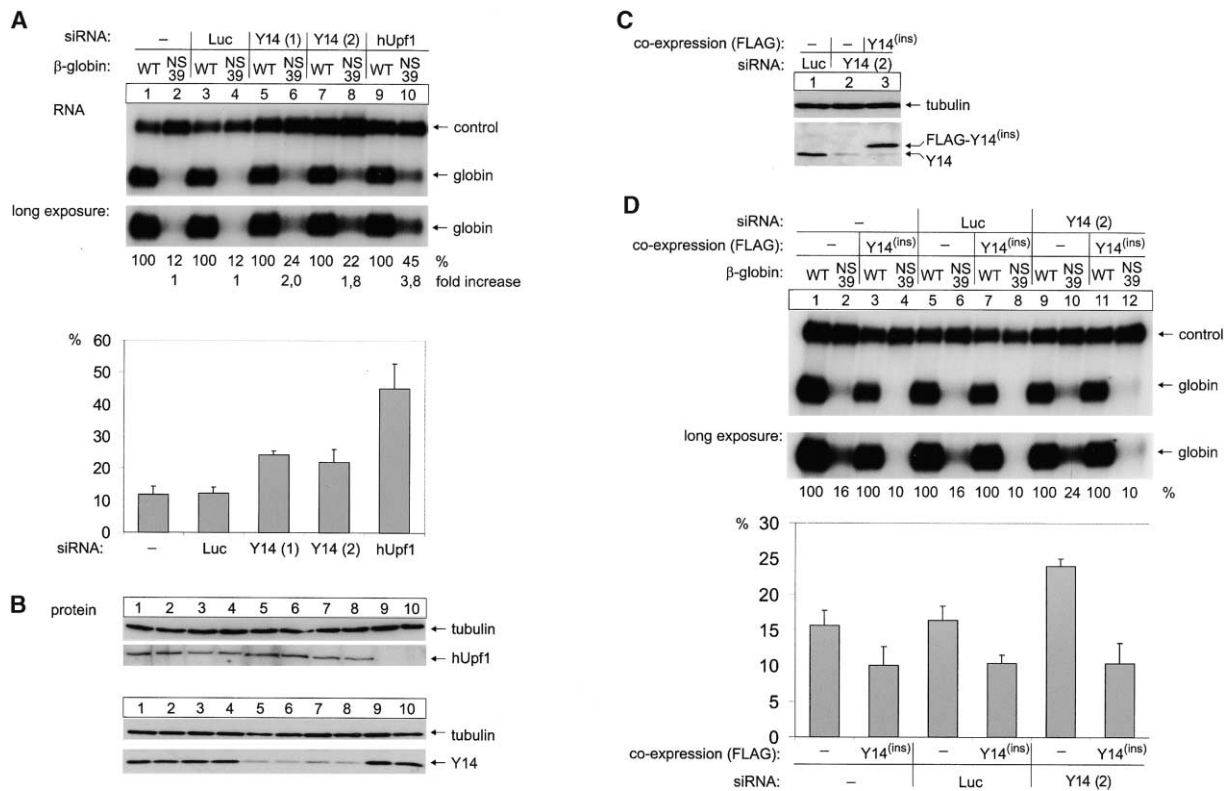 A
siRNA: – Luc Y14 (1) Y14 (2) hUpf1
β-globin: WT NS 39 WT NS 39 WT NS 39 WT NS 39 WT NS 39
1 2 3 4 5 6 7 8 9 10
RNA
← control
← globin
long exposure:
← globin
100 12 100 12 100 24 100 22 100 45 %
1 1 2,0 1,8 3,8 fold increase
%
60
50
40
30
20
10
0
siRNA: – Luc Y14 (1) Y14 (2) hUpf1
B
protein
1 2 3 4 5 6 7 8 9 10
← tubulin
← hUpf1
1 2 3 4 5 6 7 8 9 10
← tubulin
← Y14
C
co-expression (FLAG): – – Y14(ins)
siRNA: Luc Y14 (2)
1 2 3
← tubulin
FLAG-Y14(ins)
Y14
D
siRNA: – Luc Y14 (2)
co-expression (FLAG): – Y14(ins) – Y14(ins) – Y14(ins)
β-globin: WT NS 39 WT NS 39 WT NS 39 WT NS 39 WT NS 39 WT NS 39
1 2 3 4 5 6 7 8 9 10 11 12
← control
← globin
long exposure:
← globin
100 16 100 10 100 16 100 10 100 24 100 10 %
%
30
25
20
15
10
5
0
co-expression (FLAG): – Y14(ins) – Y14(ins) – Y14(ins)
siRNA: – Luc Y14 (2)